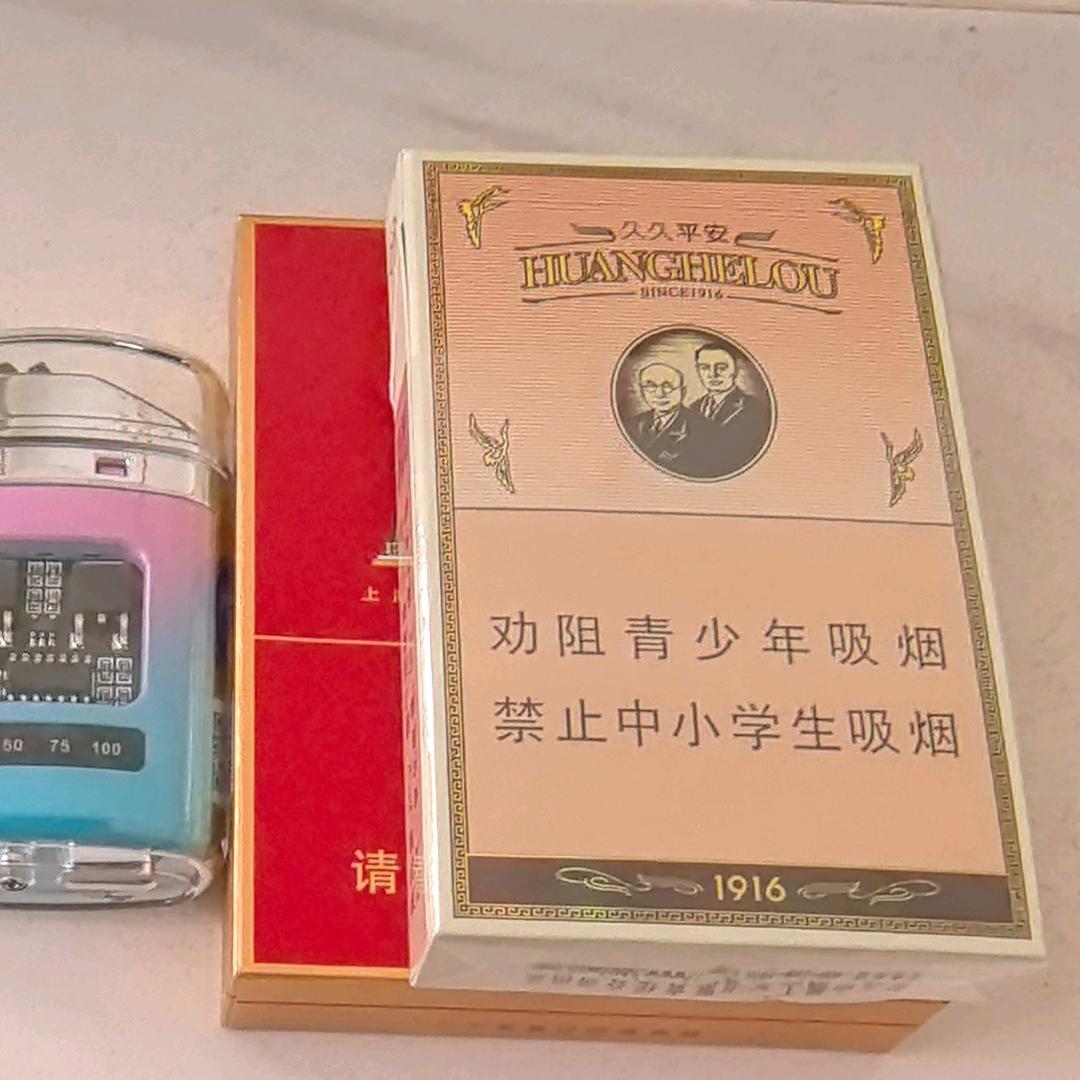 久久平安
HUANGHELOU
SINCE1916
劝阻青少年吸烟
禁止中小学生吸烟
1916
上
请
50 75 100